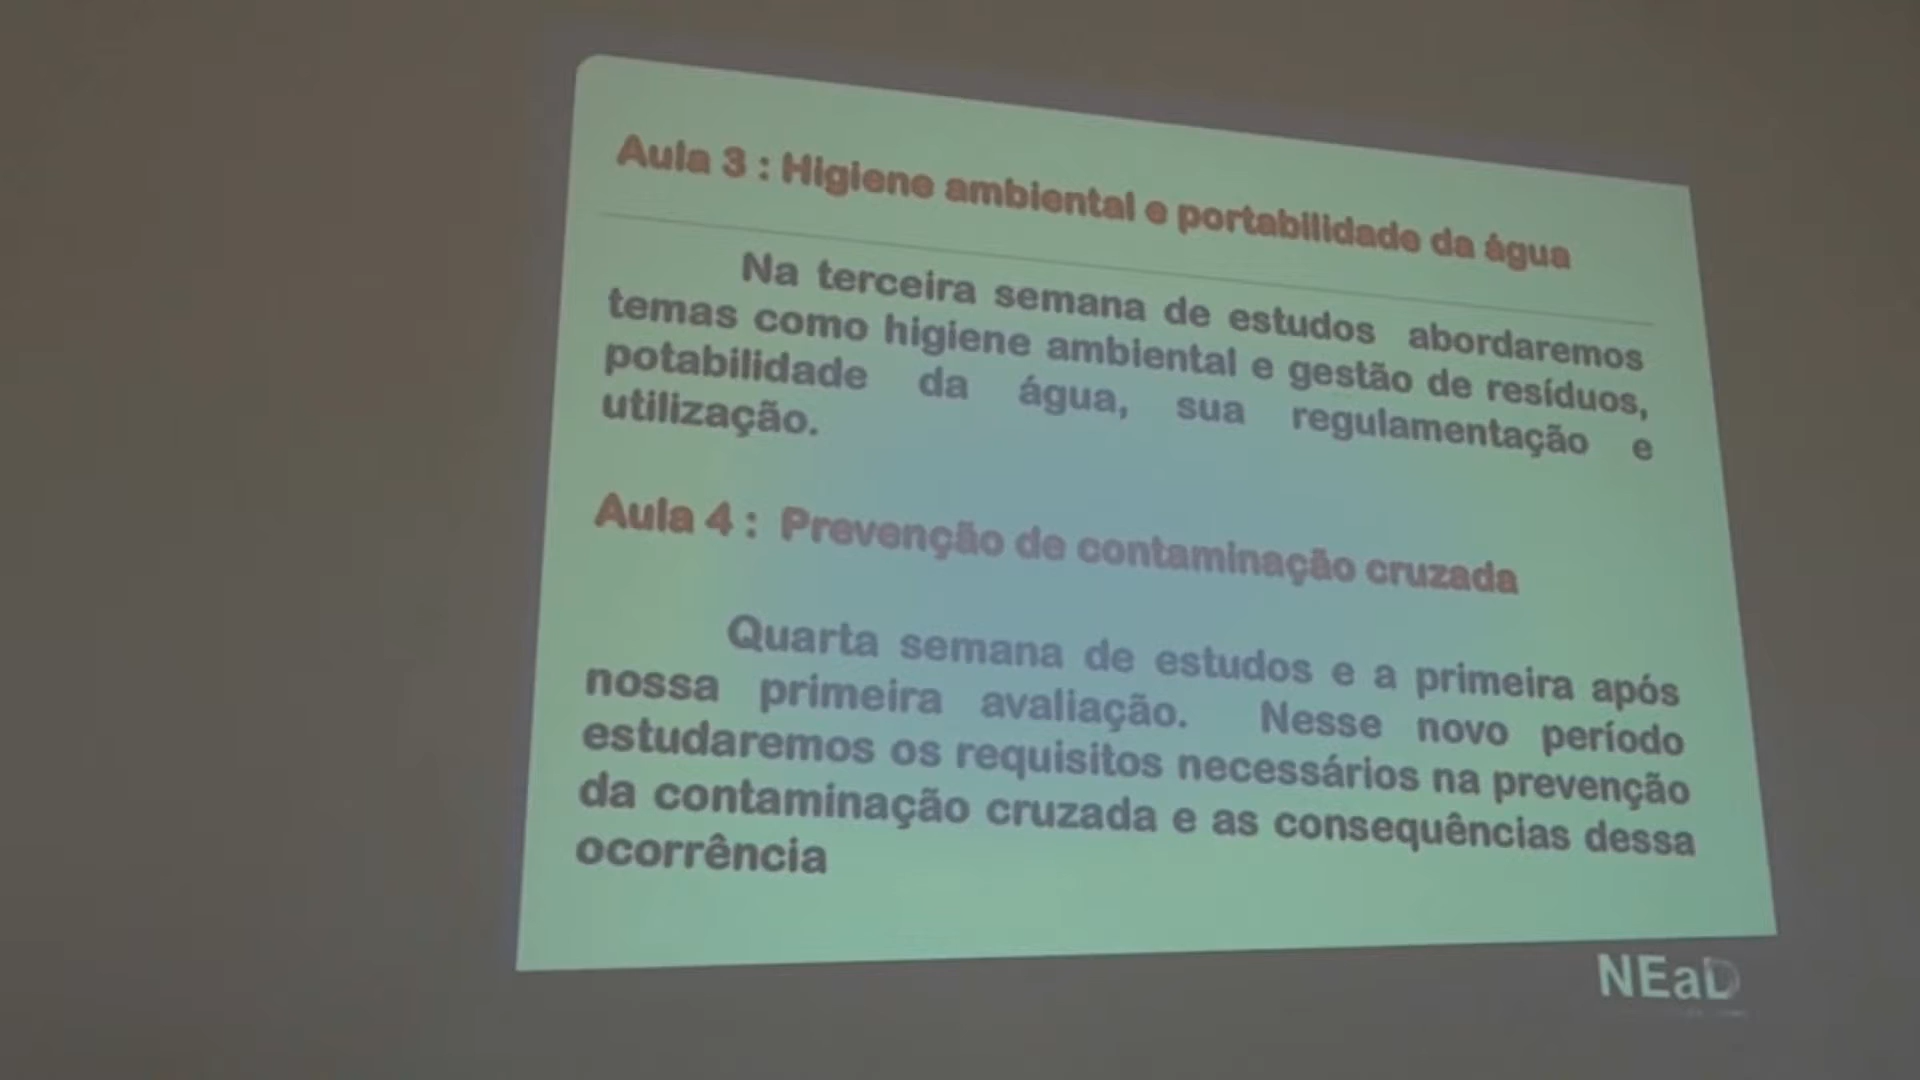 Aula 3 : Higiene ambiental e portabilidade da água
Na terceira semana de estudos abordaremos
temas como higiene ambiental e gestão de resíduos,
potabilidade da água, sua regulamentação e
utilização.
Aula 4 : Prevenção de contaminação cruzada
Quarta semana de estudos e a primeira após
nossa primeira avaliação. Nesse novo período
estudaremos os requisitos necessários na prevenção
da contaminação cruzada e as consequências dessa
ocorrência
NEaD